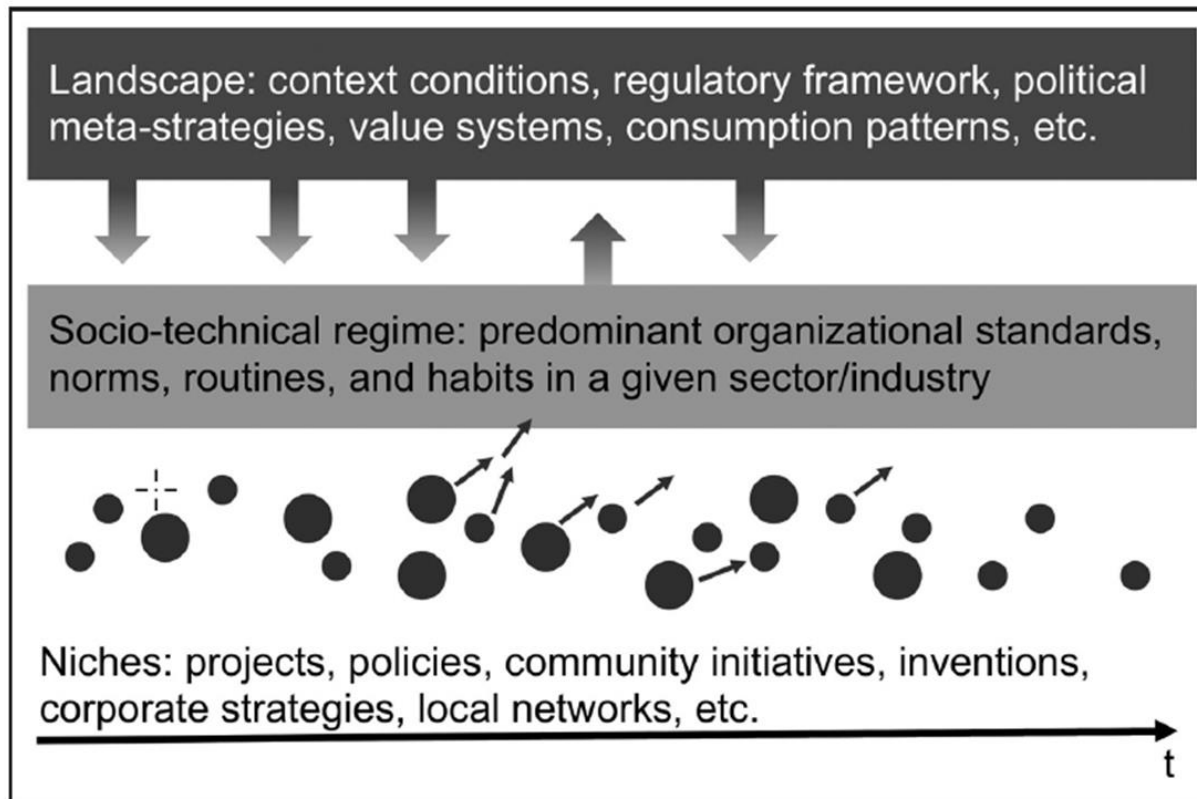 Landscape: context conditions, regulatory framework, political
meta-strategies, value systems, consumption patterns, etc.
Socio-technical regime: predominant organizational standards,
norms, routines, and habits in a given sector/industry
Niches: projects, policies, community initiatives, inventions,
corporate strategies, local networks, etc.
t